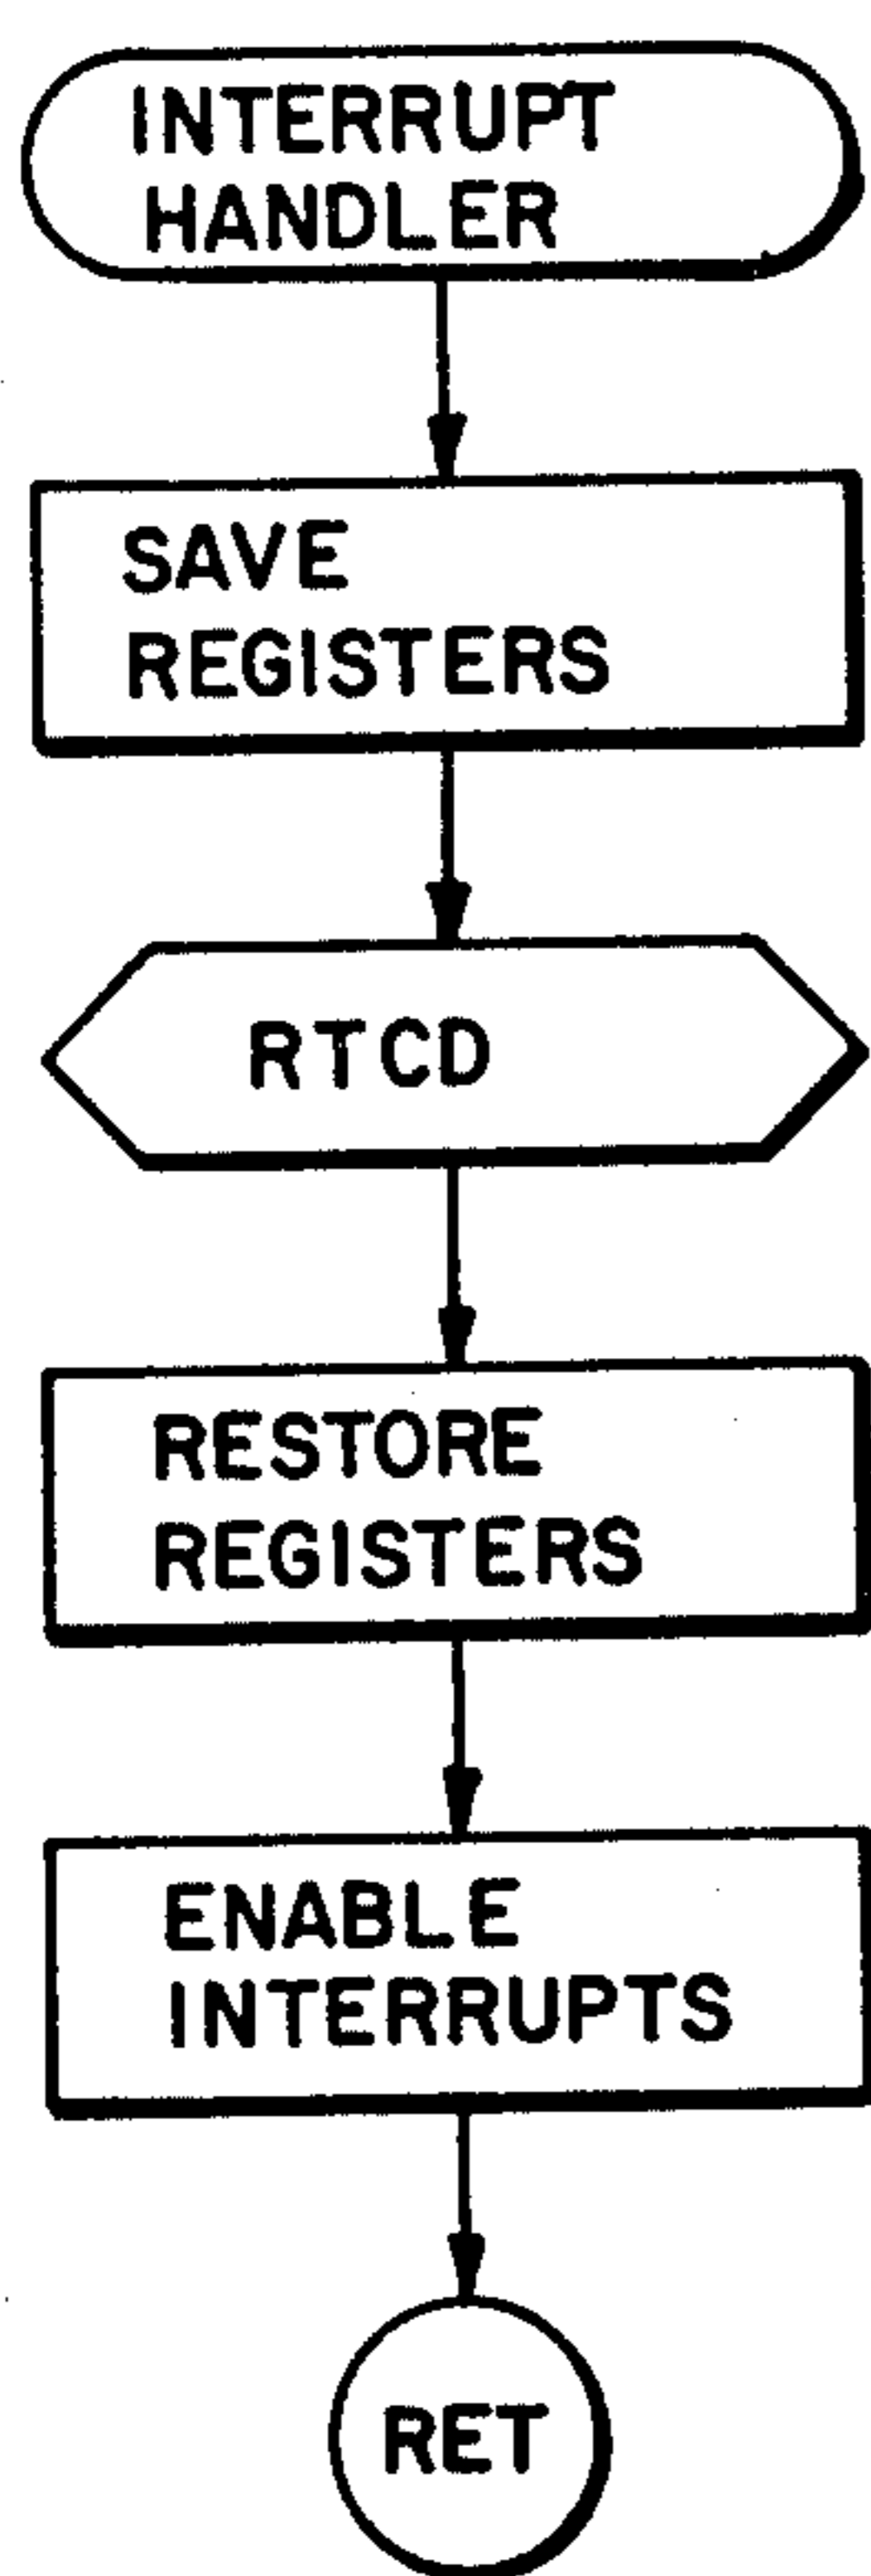 INTERRUPT
HANDLER
SAVE
REGISTERS
RTCD
RESTORE
REGISTERS
ENABLE
INTERRUPTS
RET